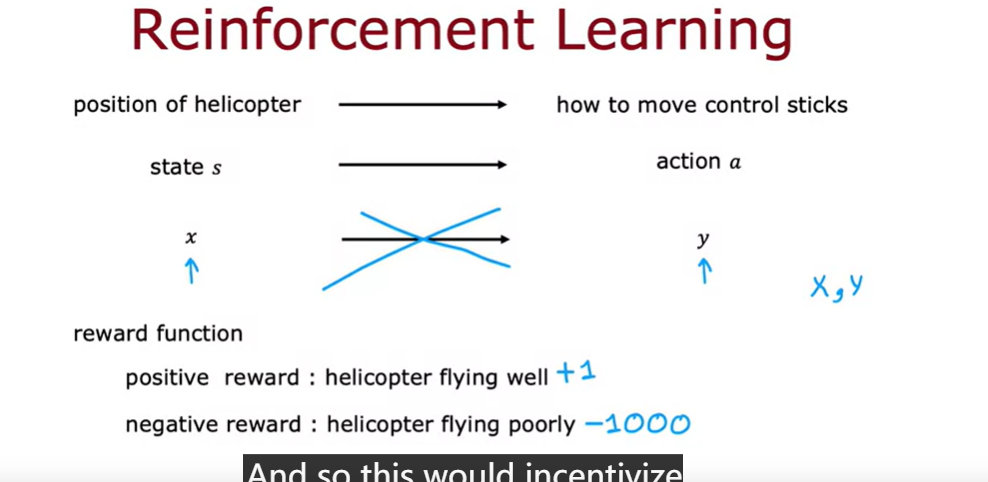 Reinforcement Learning
position of helicopter how to move control sticks
state s action a
x y
x, y
reward function
positive reward : helicopter flying well +1
negative reward : helicopter flying poorly -1000
And so this would incentivize